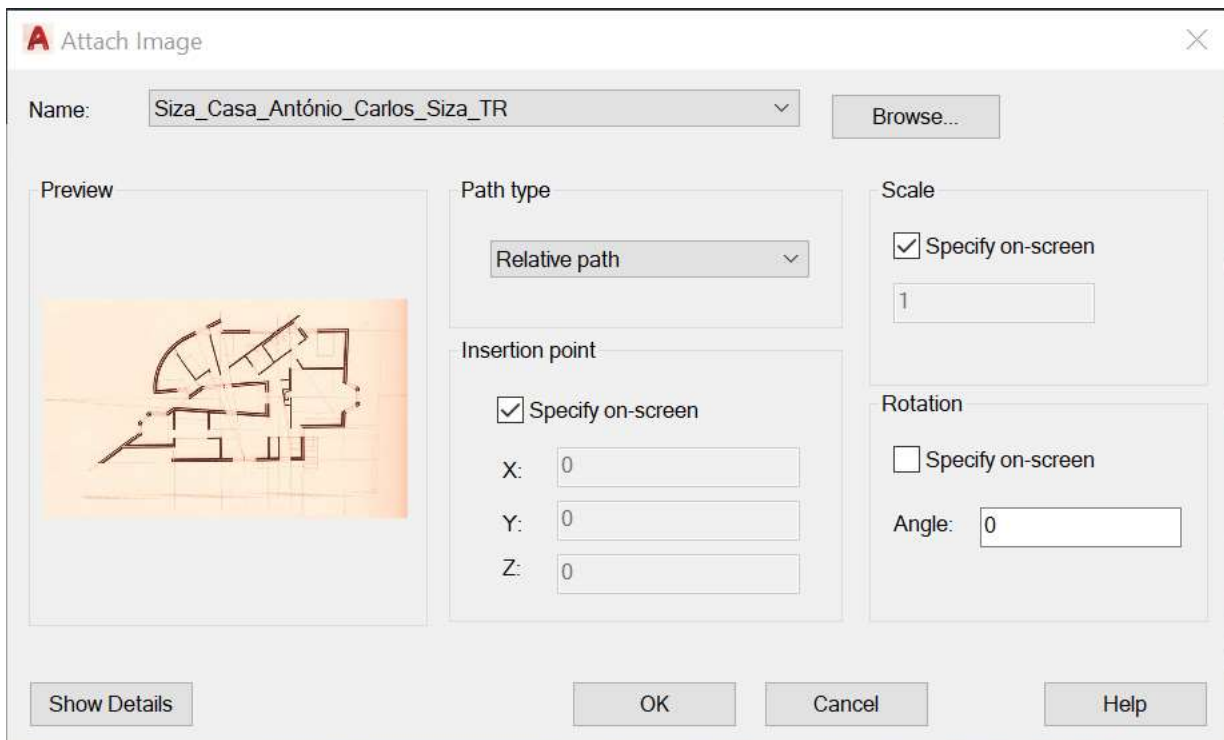 Attach Image
Name:
Siza_Casa_António_Carlos_Siza_TR
Browse...
Preview
Path type
Relative path
Insertion point
Specify on-screen
X:
0
Y:
0
Z:
0
Scale
Specify on-screen
1
Rotation
Specify on-screen
Angle:
0
Show Details
OK
Cancel
Help